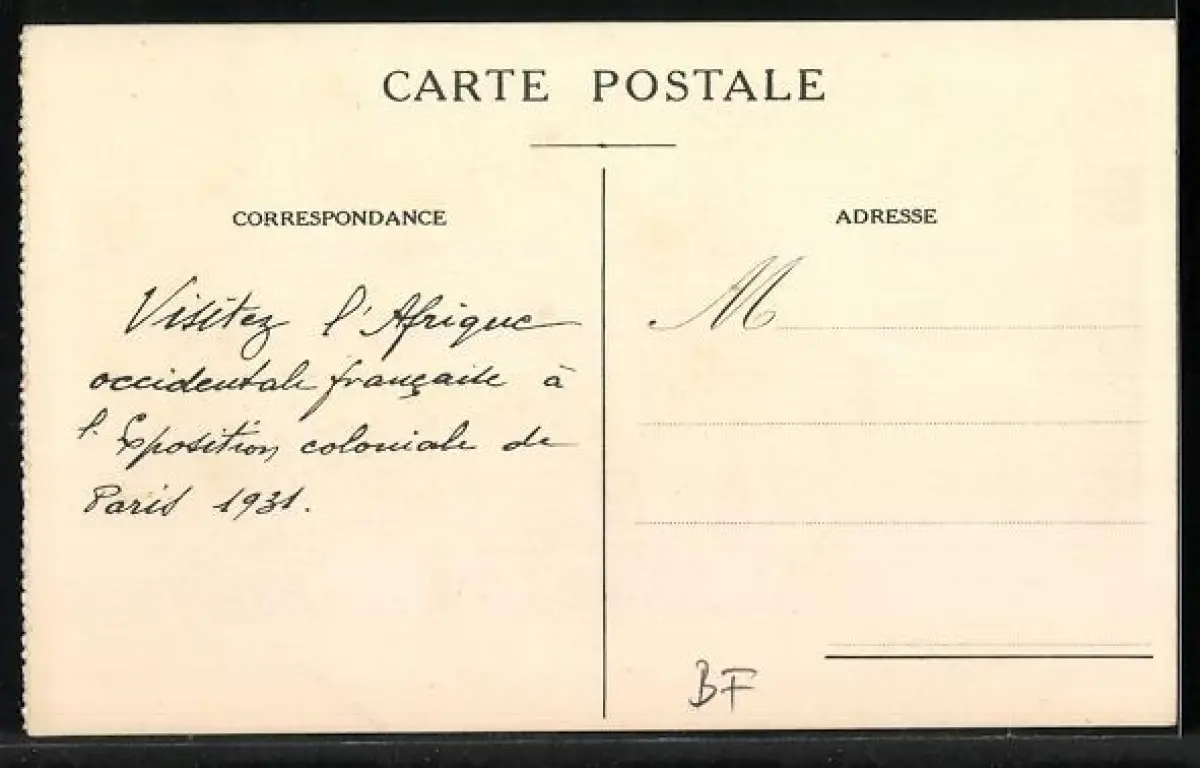 CARTE POSTALE
CORRESPONDANCE
ADRESSE
Visitez l'Afrique
occidentale française à
l'Exposition coloniale de
Paris 1931.
M
BF